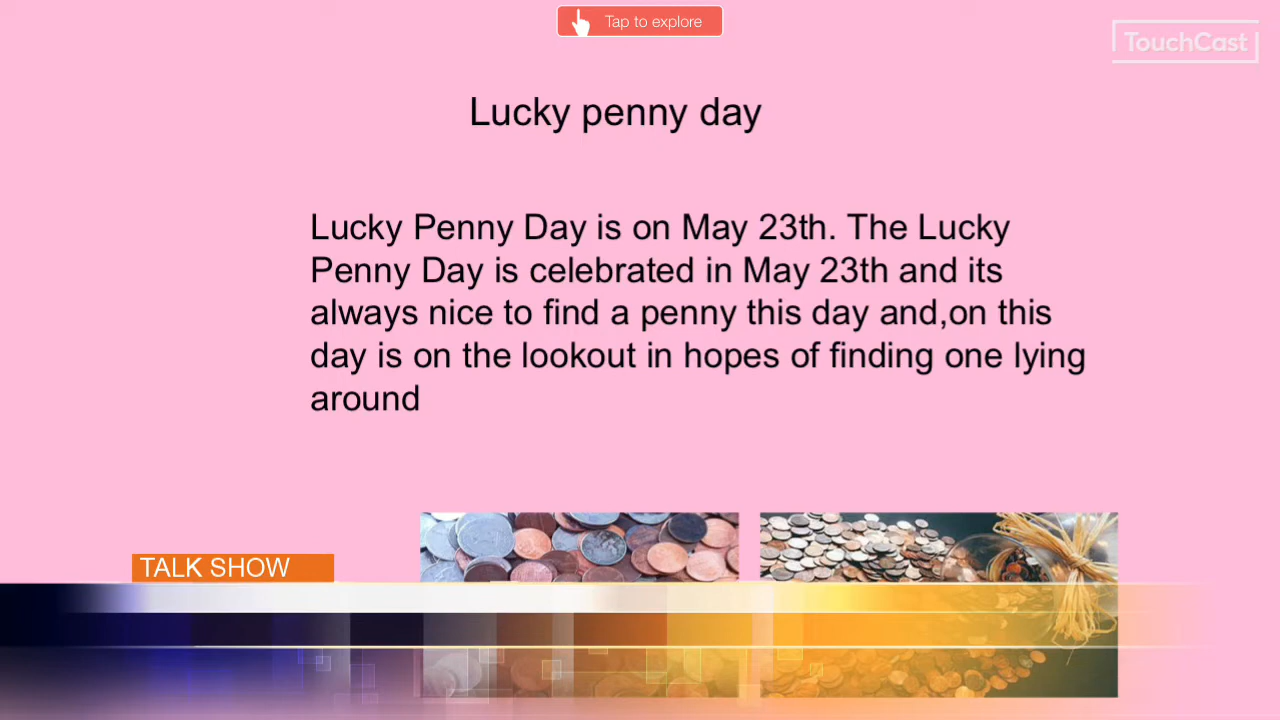 Tap to explore
TouchCast
Lucky penny day
Lucky Penny Day is on May 23th. The Lucky
Penny Day is celebrated in May 23th and its
always nice to find a penny this day and,on this
day is on the lookout in hopes of finding one lying
around
TALK SHOW